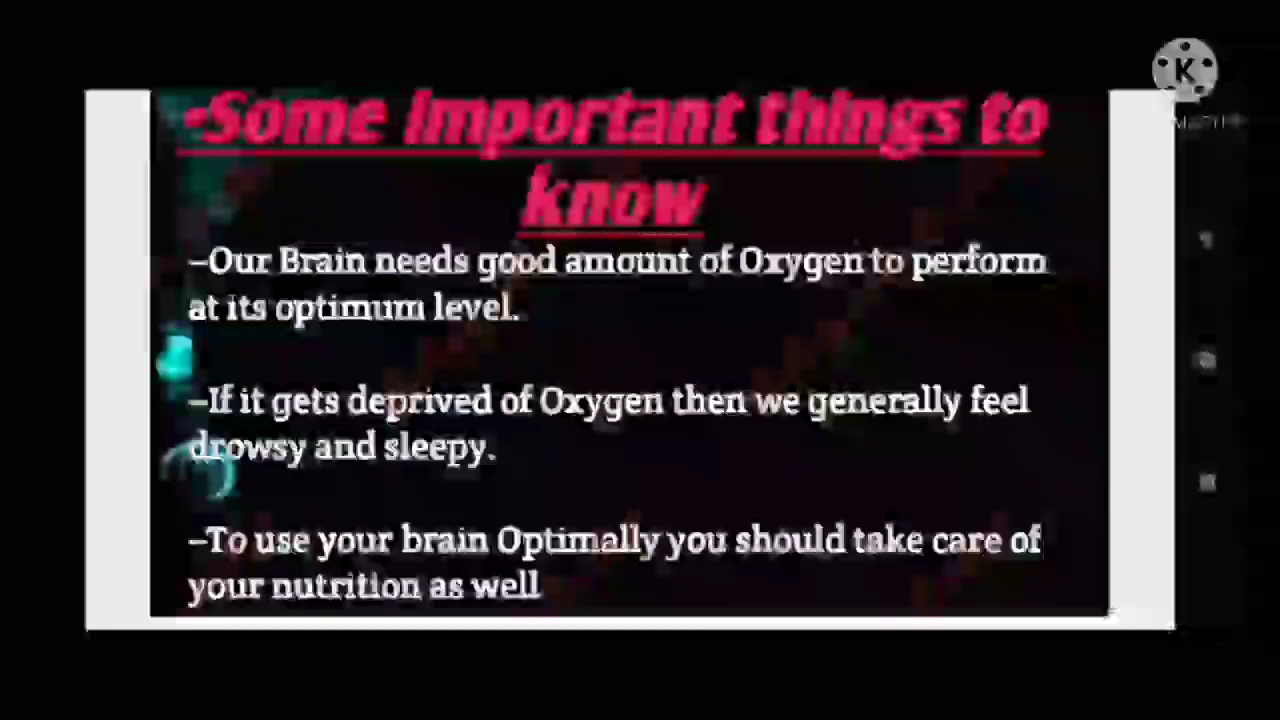 •Some important things to
know
–Our Brain needs good amount of Oxygen to perform
at its optimum level.
–If it gets deprived of Oxygen then we generally feel
drowsy and sleepy.
–To use your brain Optimally you should take care of
your nutrition as well
K